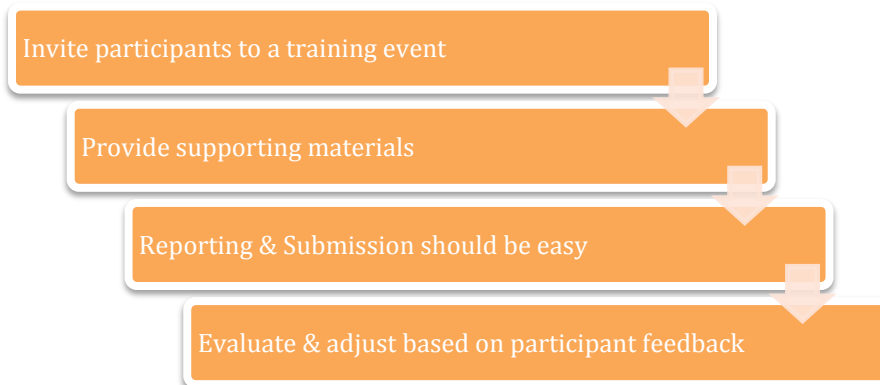 Invite participants to a training event
Provide supporting materials
Reporting & Submission should be easy
Evaluate & adjust based on participant feedback